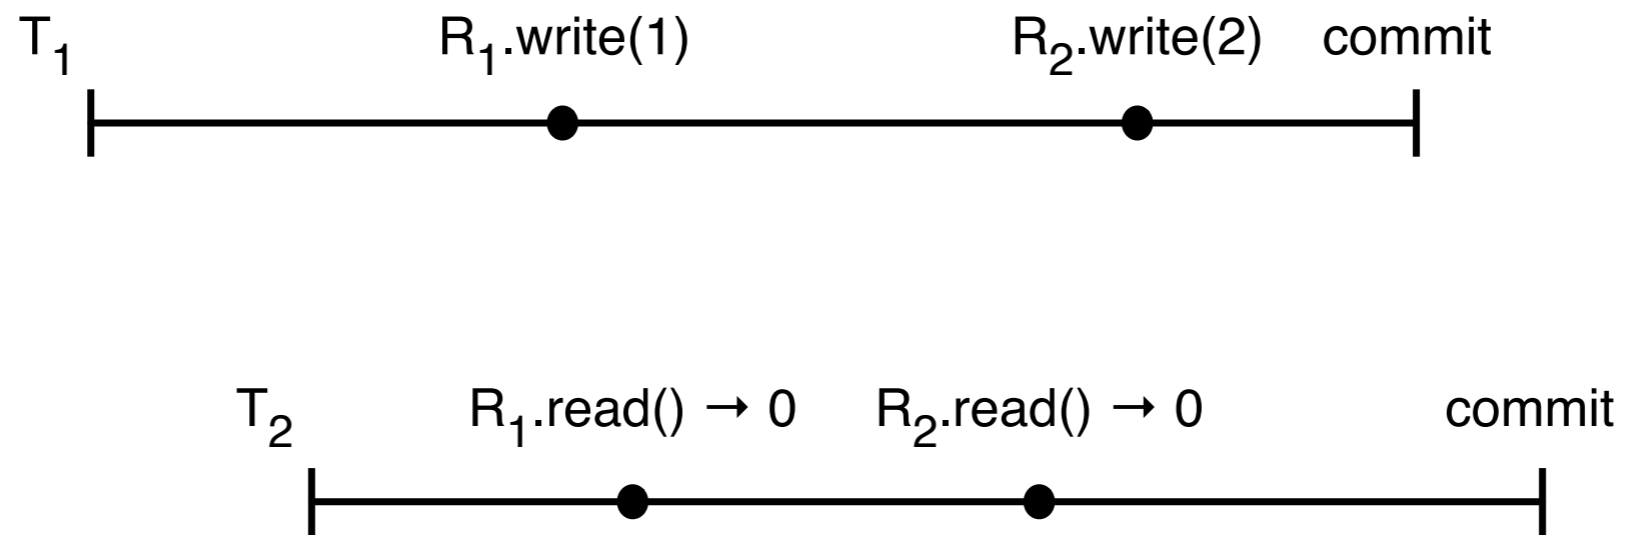 T₁ R₁.write(1) R₂.write(2) commit
T₂ R₁.read() → 0 R₂.read() → 0 commit